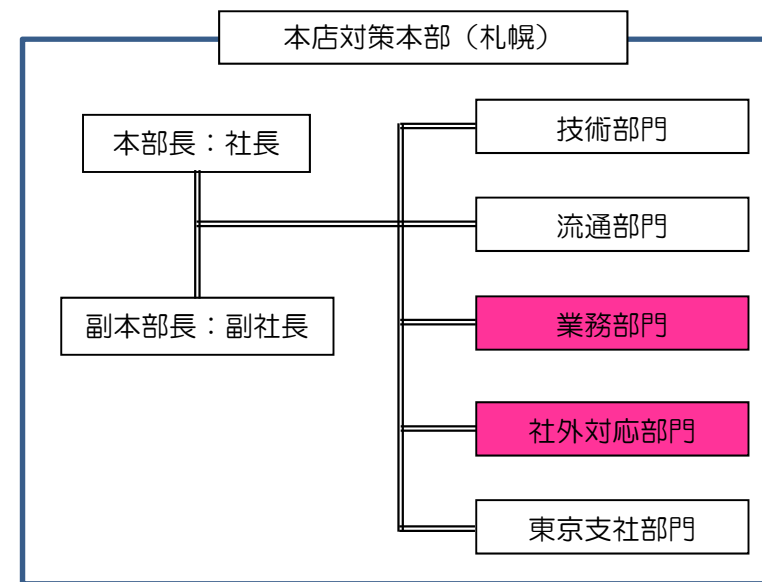 本店対策本部（札幌）
本部長：社長
副本部長：副社長
技術部門
流通部門
業務部門
社外対応部門
東京支社部門